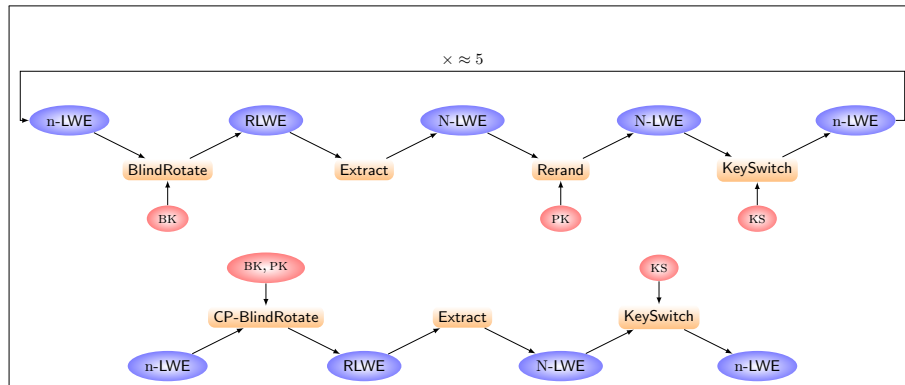 × ≈ 5
n-LWE RLWE N-LWE N-LWE n-LWE
BlindRotate Extract Rerand KeySwitch
BK PK KS
BK, PK KS
CP-BlindRotate Extract KeySwitch
n-LWE RLWE N-LWE n-LWE